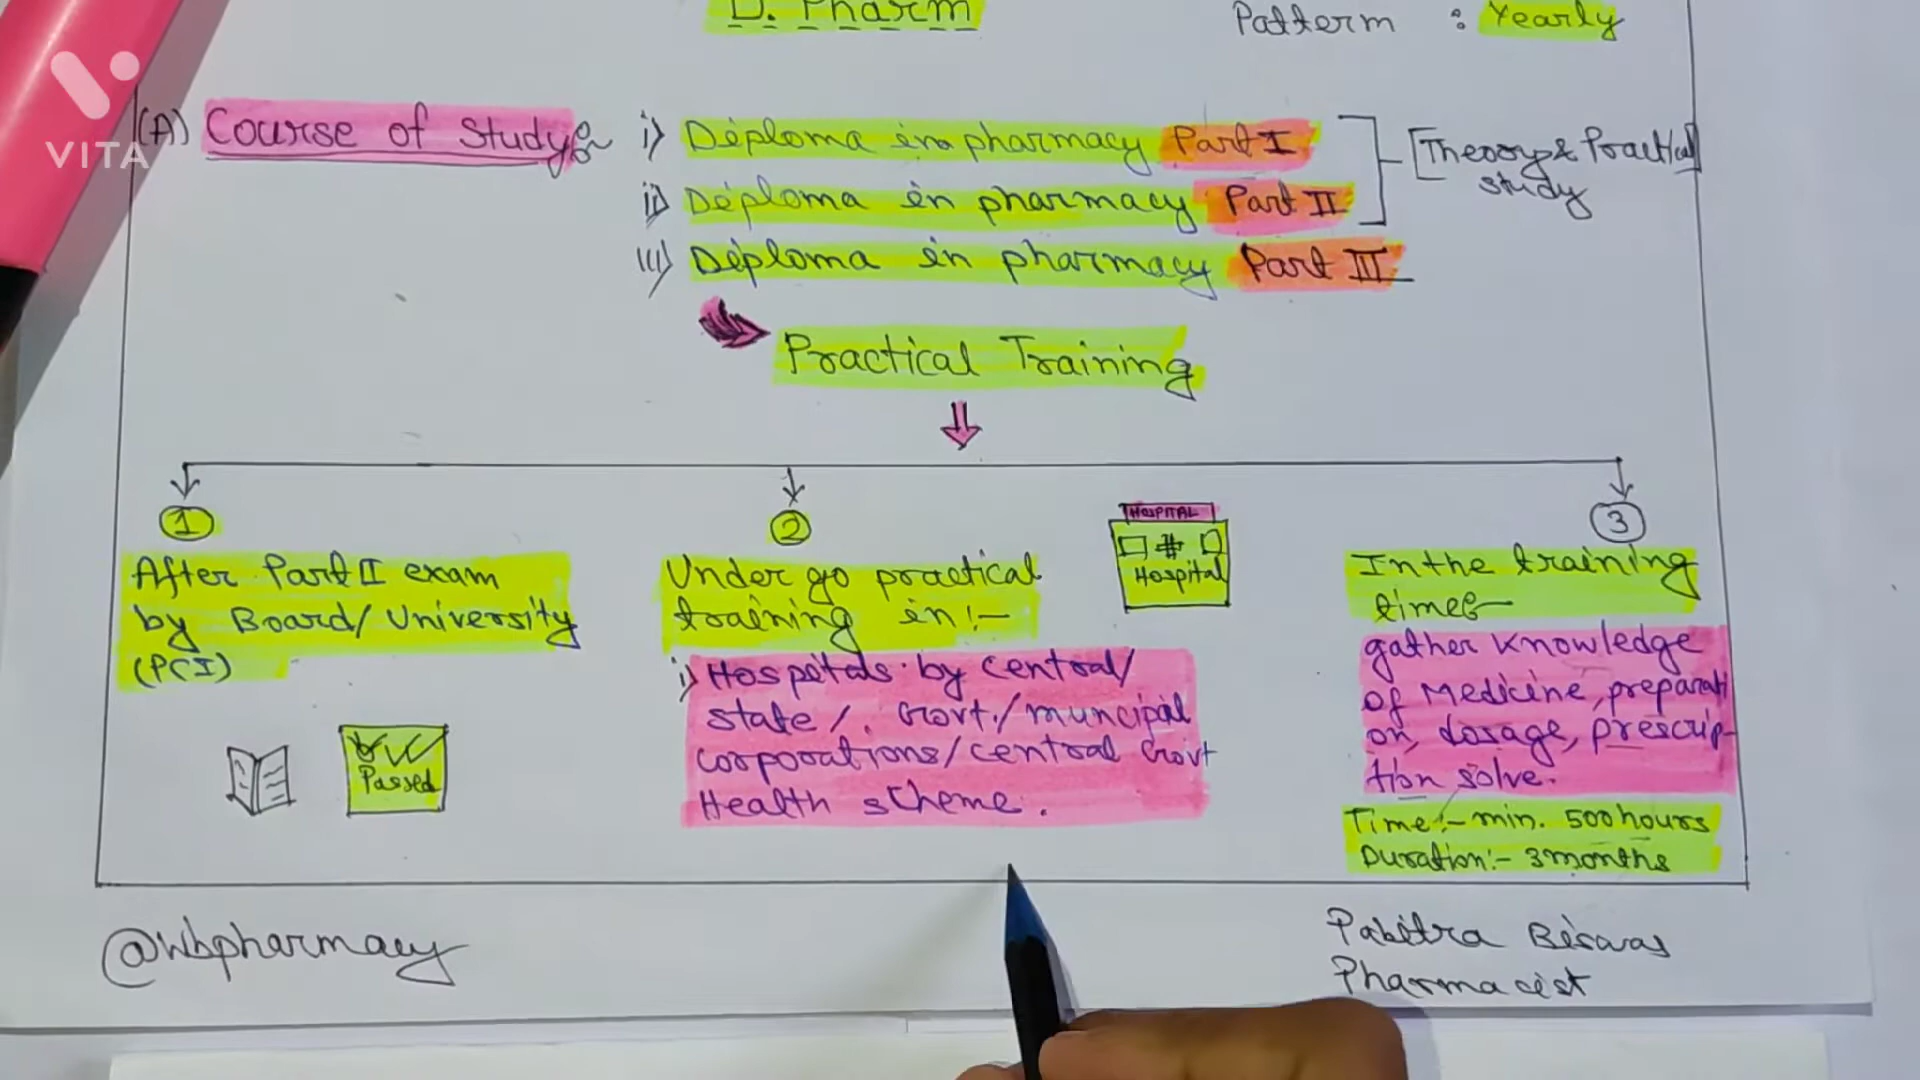 D. Pharm
Patterm : Yearly
VITA
(A) Course of Study:~
i) Diploma in pharmacy Part I
ii) Diploma in pharmacy Part II
[Theory & Practical]
study
iii) Diploma in pharmacy Part III
Practical Training
1
After Part II exam
by Board/University
(PCI)
Passed
2
Under go practical
training in:-
i) Hospitals by central/
state/. Govt./muncipal
corporations/central Govt
Health scheme.
HOSPITAL
Hospital
3
In the training
time:-
gather knowledge
of Medicine, preparati
on, dosage, prescrip-
tion solve.
Time:- min. 500 hours
Duration:- 3 months
@wbpharmacy
Pabitra Biswas
Pharmacist